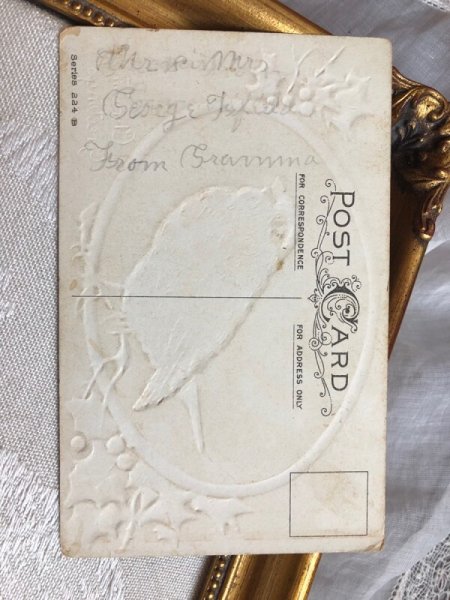 Series 224 B
Mr & Mrs
George
From Gramma
POST CARD
FOR CORRESPONDENCE
FOR ADDRESS ONLY